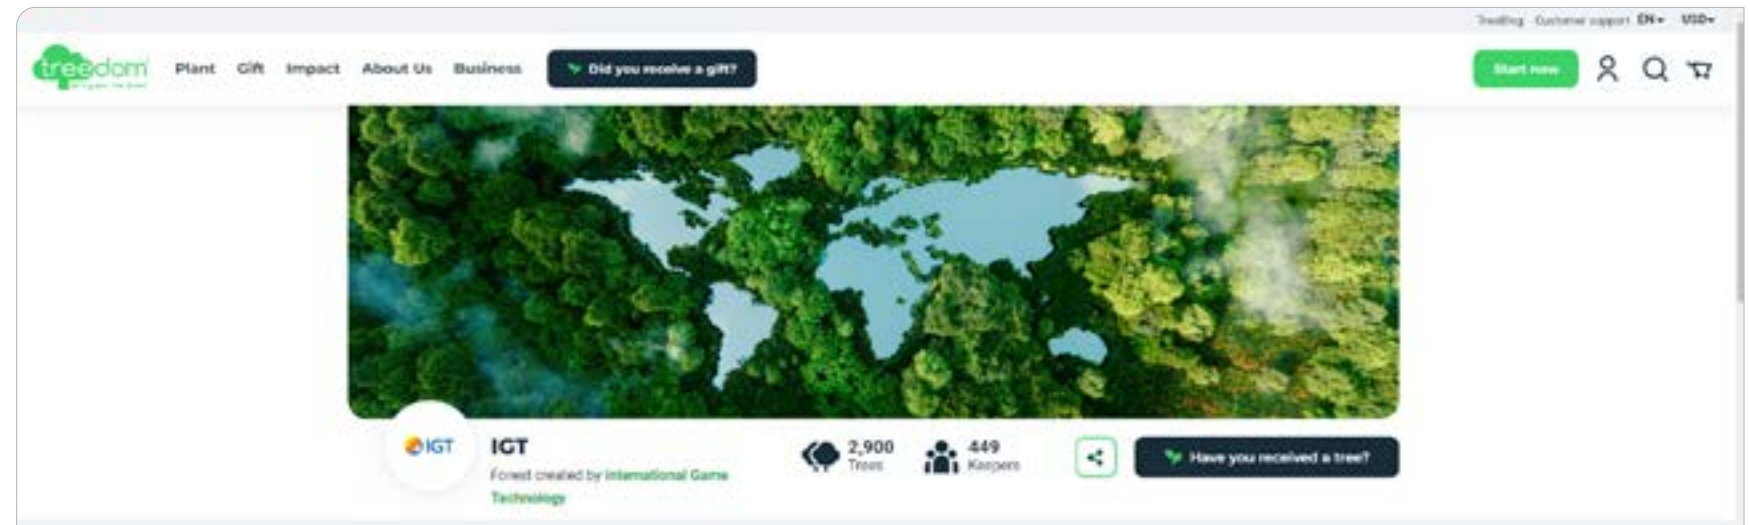 Treedling Customer support EN USD
treedom
Plant Gift Impact About Us Business Did you receive a gift? Start now
IGT
IGT
Forest created by International Game
Technology
2,900
Trees
449
Keepers
Have you received a tree?